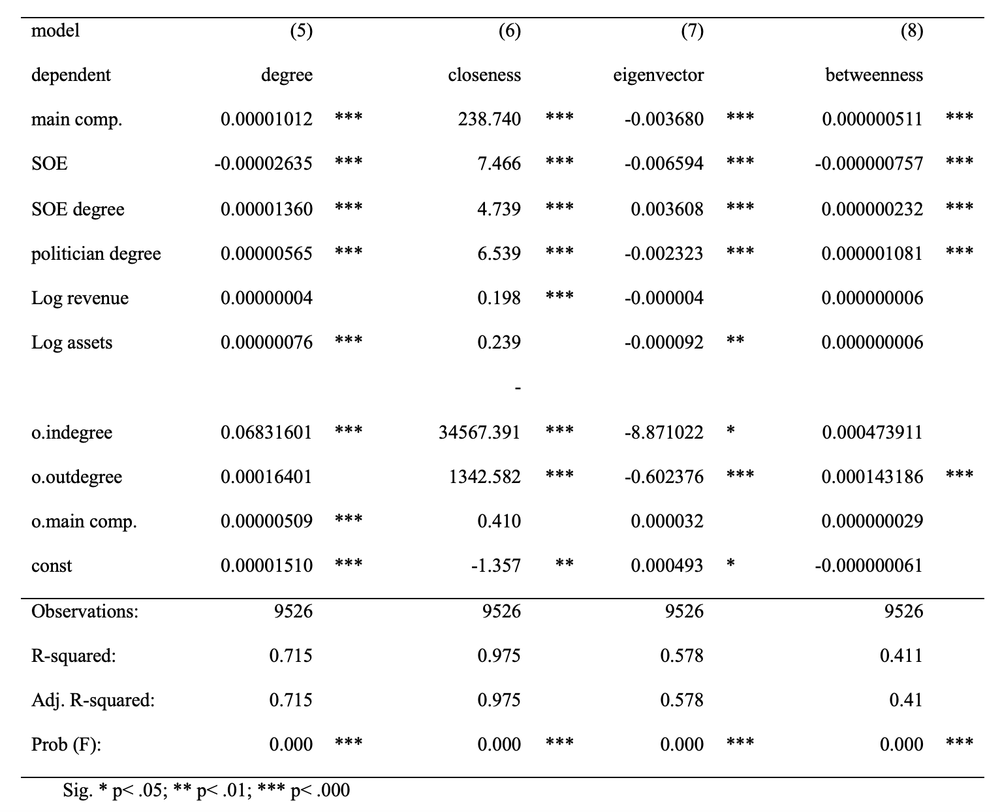 model (5) (6) (7) (8)
dependent degree closeness eigenvector betweenness
main comp. 0.00001012 *** 238.740 *** -0.003680 *** 0.000000511 ***
SOE -0.00002635 *** 7.466 *** -0.006594 *** -0.000000757 ***
SOE degree 0.00001360 *** 4.739 *** 0.003608 *** 0.000000232 ***
politician degree 0.00000565 *** 6.539 *** -0.002323 *** 0.000001081 ***
Log revenue 0.00000004 0.198 *** -0.000004 0.000000006
Log assets 0.00000076 *** 0.239 -0.000092 ** 0.000000006
-
o.indegree 0.06831601 *** 34567.391 *** -8.871022 * 0.000473911
o.outdegree 0.00016401 1342.582 *** -0.602376 *** 0.000143186 ***
o.main comp. 0.00000509 *** 0.410 0.000032 0.000000029
const 0.00001510 *** -1.357 ** 0.000493 * -0.000000061
Observations: 9526 9526 9526 9526
R-squared: 0.715 0.975 0.578 0.411
Adj. R-squared: 0.715 0.975 0.578 0.41
Prob (F): 0.000 *** 0.000 *** 0.000 *** 0.000 ***
Sig. * p< .05; ** p< .01; *** p< .000